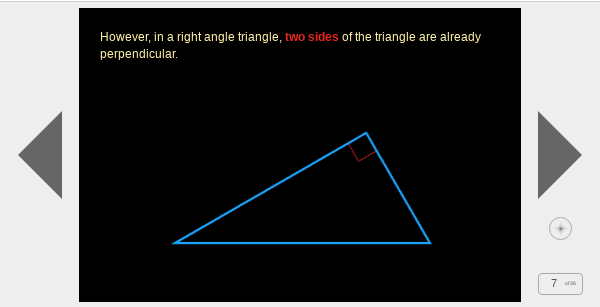 However, in a right angle triangle, two sides of the triangle are already
perpendicular.
7 of 36